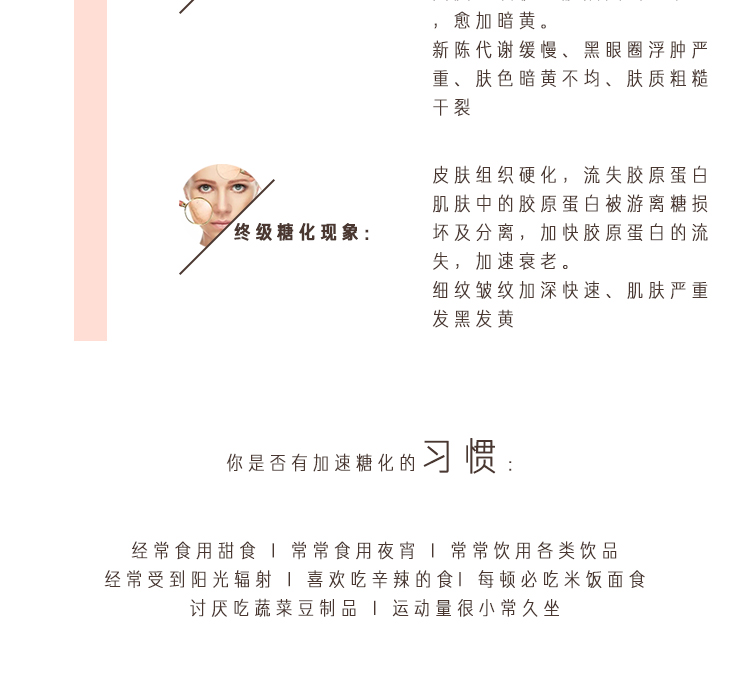 ，愈加暗黄。
新陈代谢缓慢、黑眼圈浮肿严
重、肤色暗黄不均、肤质粗糙
干裂
终级糖化现象：
皮肤组织硬化，流失胶原蛋白
肌肤中的胶原蛋白被游离糖损
坏及分离，加快胶原蛋白的流
失，加速衰老。
细纹皱纹加深快速、肌肤严重
发黑发黄
你是否有加速糖化的习惯：
经常食用甜食 I 常常食用夜宵 I 常常饮用各类饮品
经常受到阳光辐射 I 喜欢吃辛辣的食I 每顿必吃米饭面食
讨厌吃蔬菜豆制品 I 运动量很小常久坐